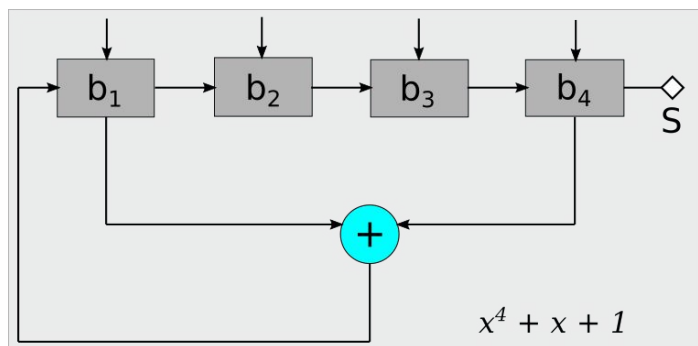 b₁
b₂
b₃
b₄
S
+
x⁴ + x + 1